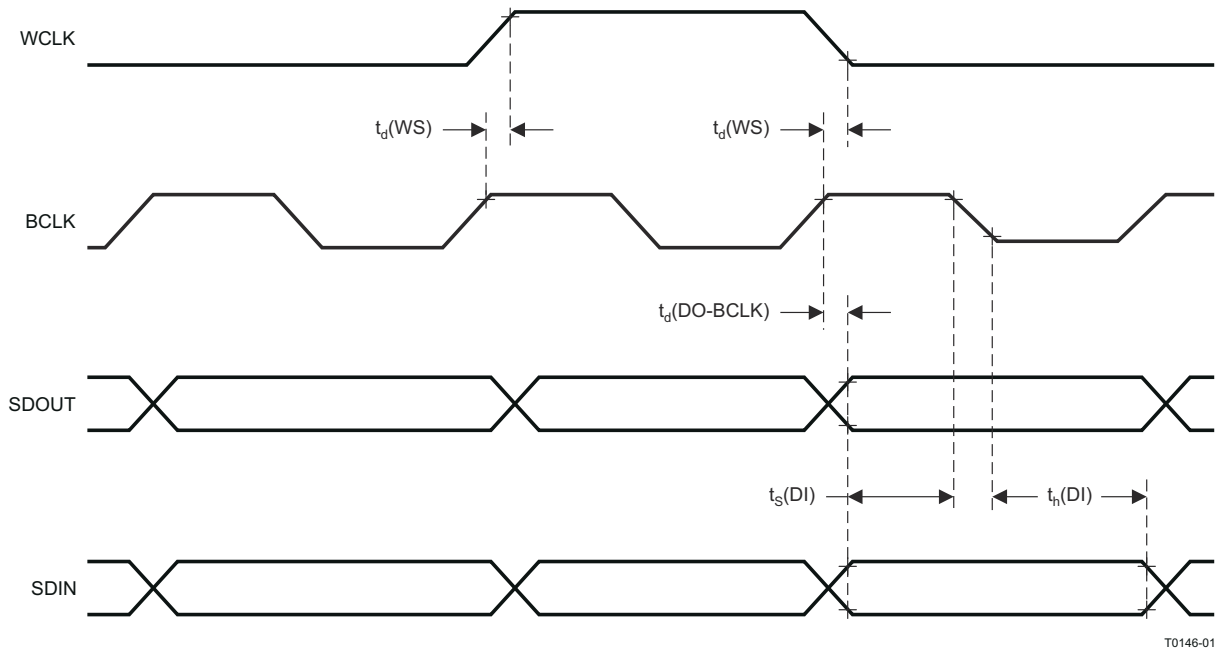 WCLK
t_d(WS)
t_d(WS)
BCLK
t_d(DO-BCLK)
SDOUT
t_S(DI)
t_h(DI)
SDIN
T0146-01